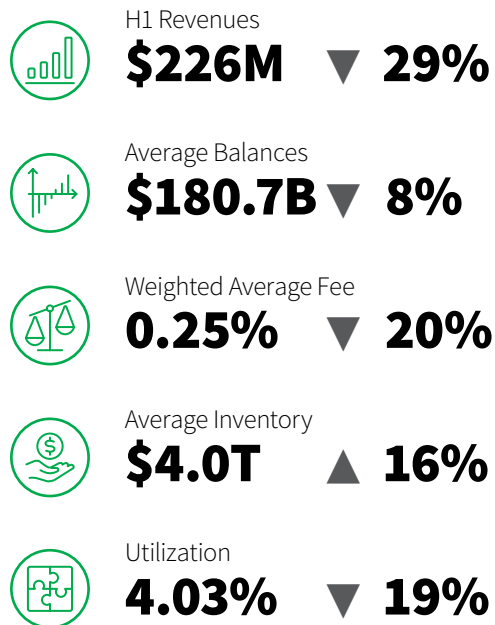 H1 Revenues
$226M ▼ 29%
Average Balances
$180.7B ▼ 8%
Weighted Average Fee
0.25% ▼ 20%
Average Inventory
$4.0T ▲ 16%
Utilization
4.03% ▼ 19%